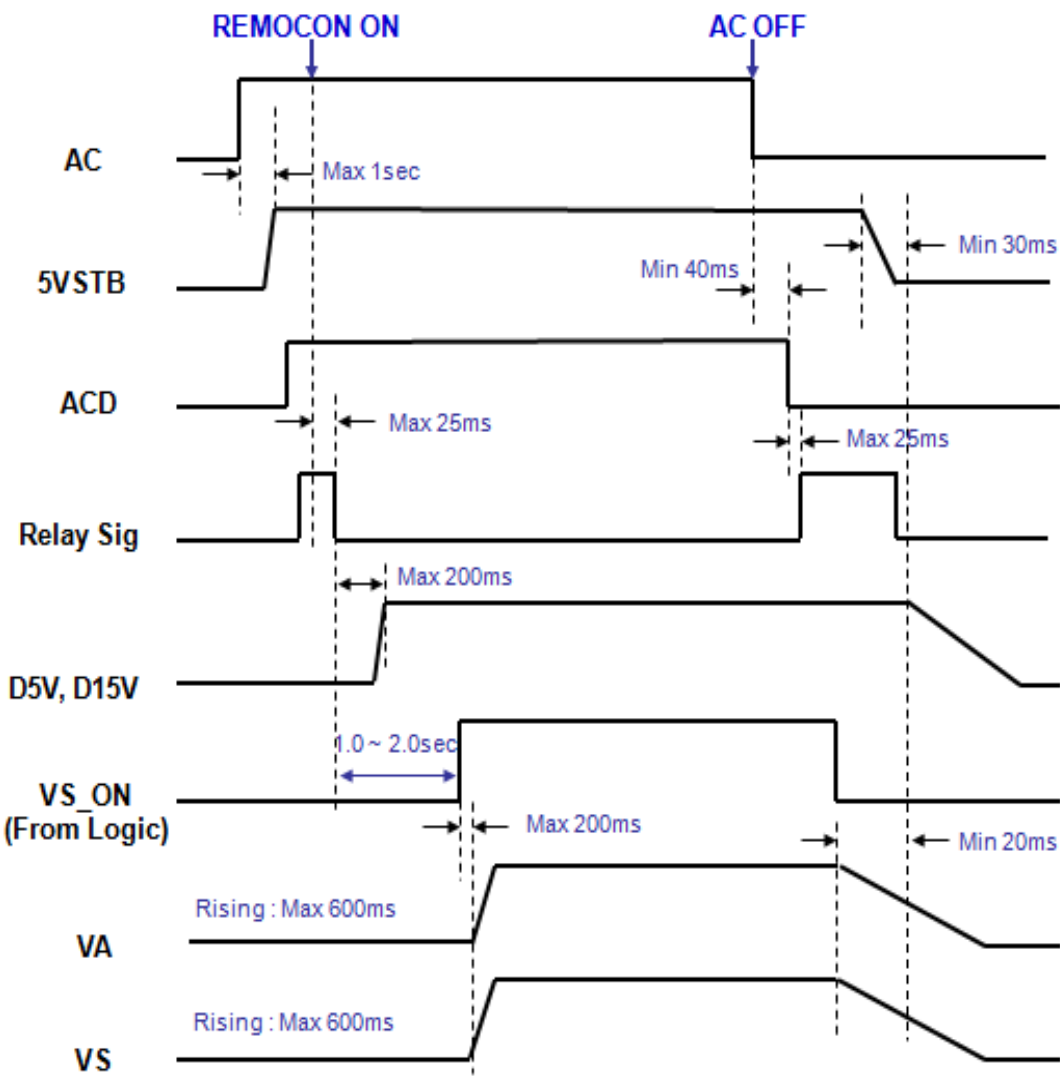 REMOCON ON
AC OFF
AC
Max 1sec
5VSTB
Min 40ms
Min 30ms
ACD
Max 25ms
Max 25ms
Relay Sig
Max 200ms
D5V, D15V
1.0 ~ 2.0sec
VS_ON
(From Logic)
Max 200ms
Min 20ms
Rising : Max 600ms
VA
Rising : Max 600ms
VS